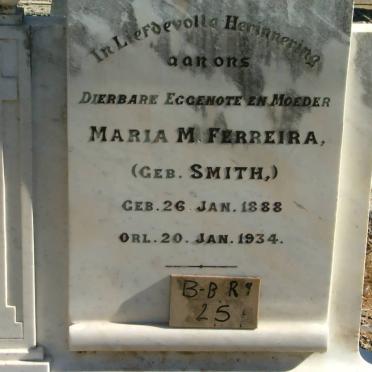 In Liefdevolle Herinnering
aan ons
Dierbare Eggenote en Moeder
Maria M. Ferreira,
(Geb. Smith,)
Geb. 26 Jan. 1888
Orl. 20. Jan. 1934.
B-B R9
25